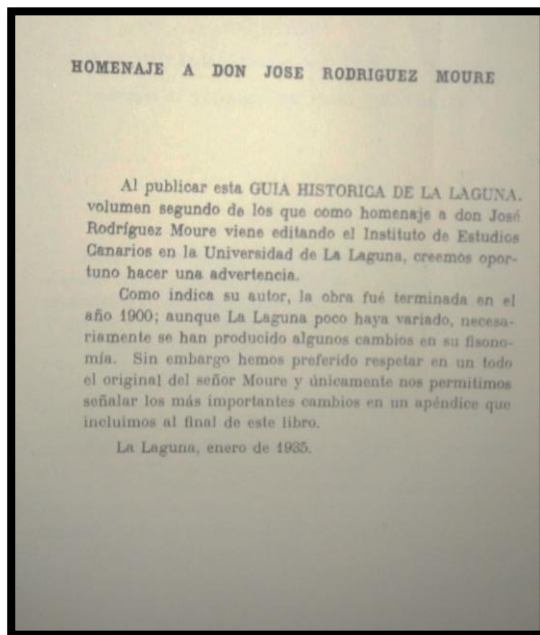 HOMENAJE A DON JOSE RODRIGUEZ MOURE
Al publicar esta GUIA HISTORICA DE LA LAGUNA.
volumen segundo de los que como homenaje a don José
Rodríguez Moure viene editando el Instituto de Estudios
Canarios en la Universidad de La Laguna, creemos opor-
tuno hacer una advertencia.
Como indica su autor, la obra fué terminada en el
año 1900; aunque La Laguna poco haya variado, necesa-
riamente se han producido algunos cambios en su fisono-
mía. Sin embargo hemos preferido respetar en un todo
el original del señor Moure y únicamente nos permitimos
señalar los más importantes cambios en un apéndice que
incluimos al final de este libro.
La Laguna, enero de 1935.